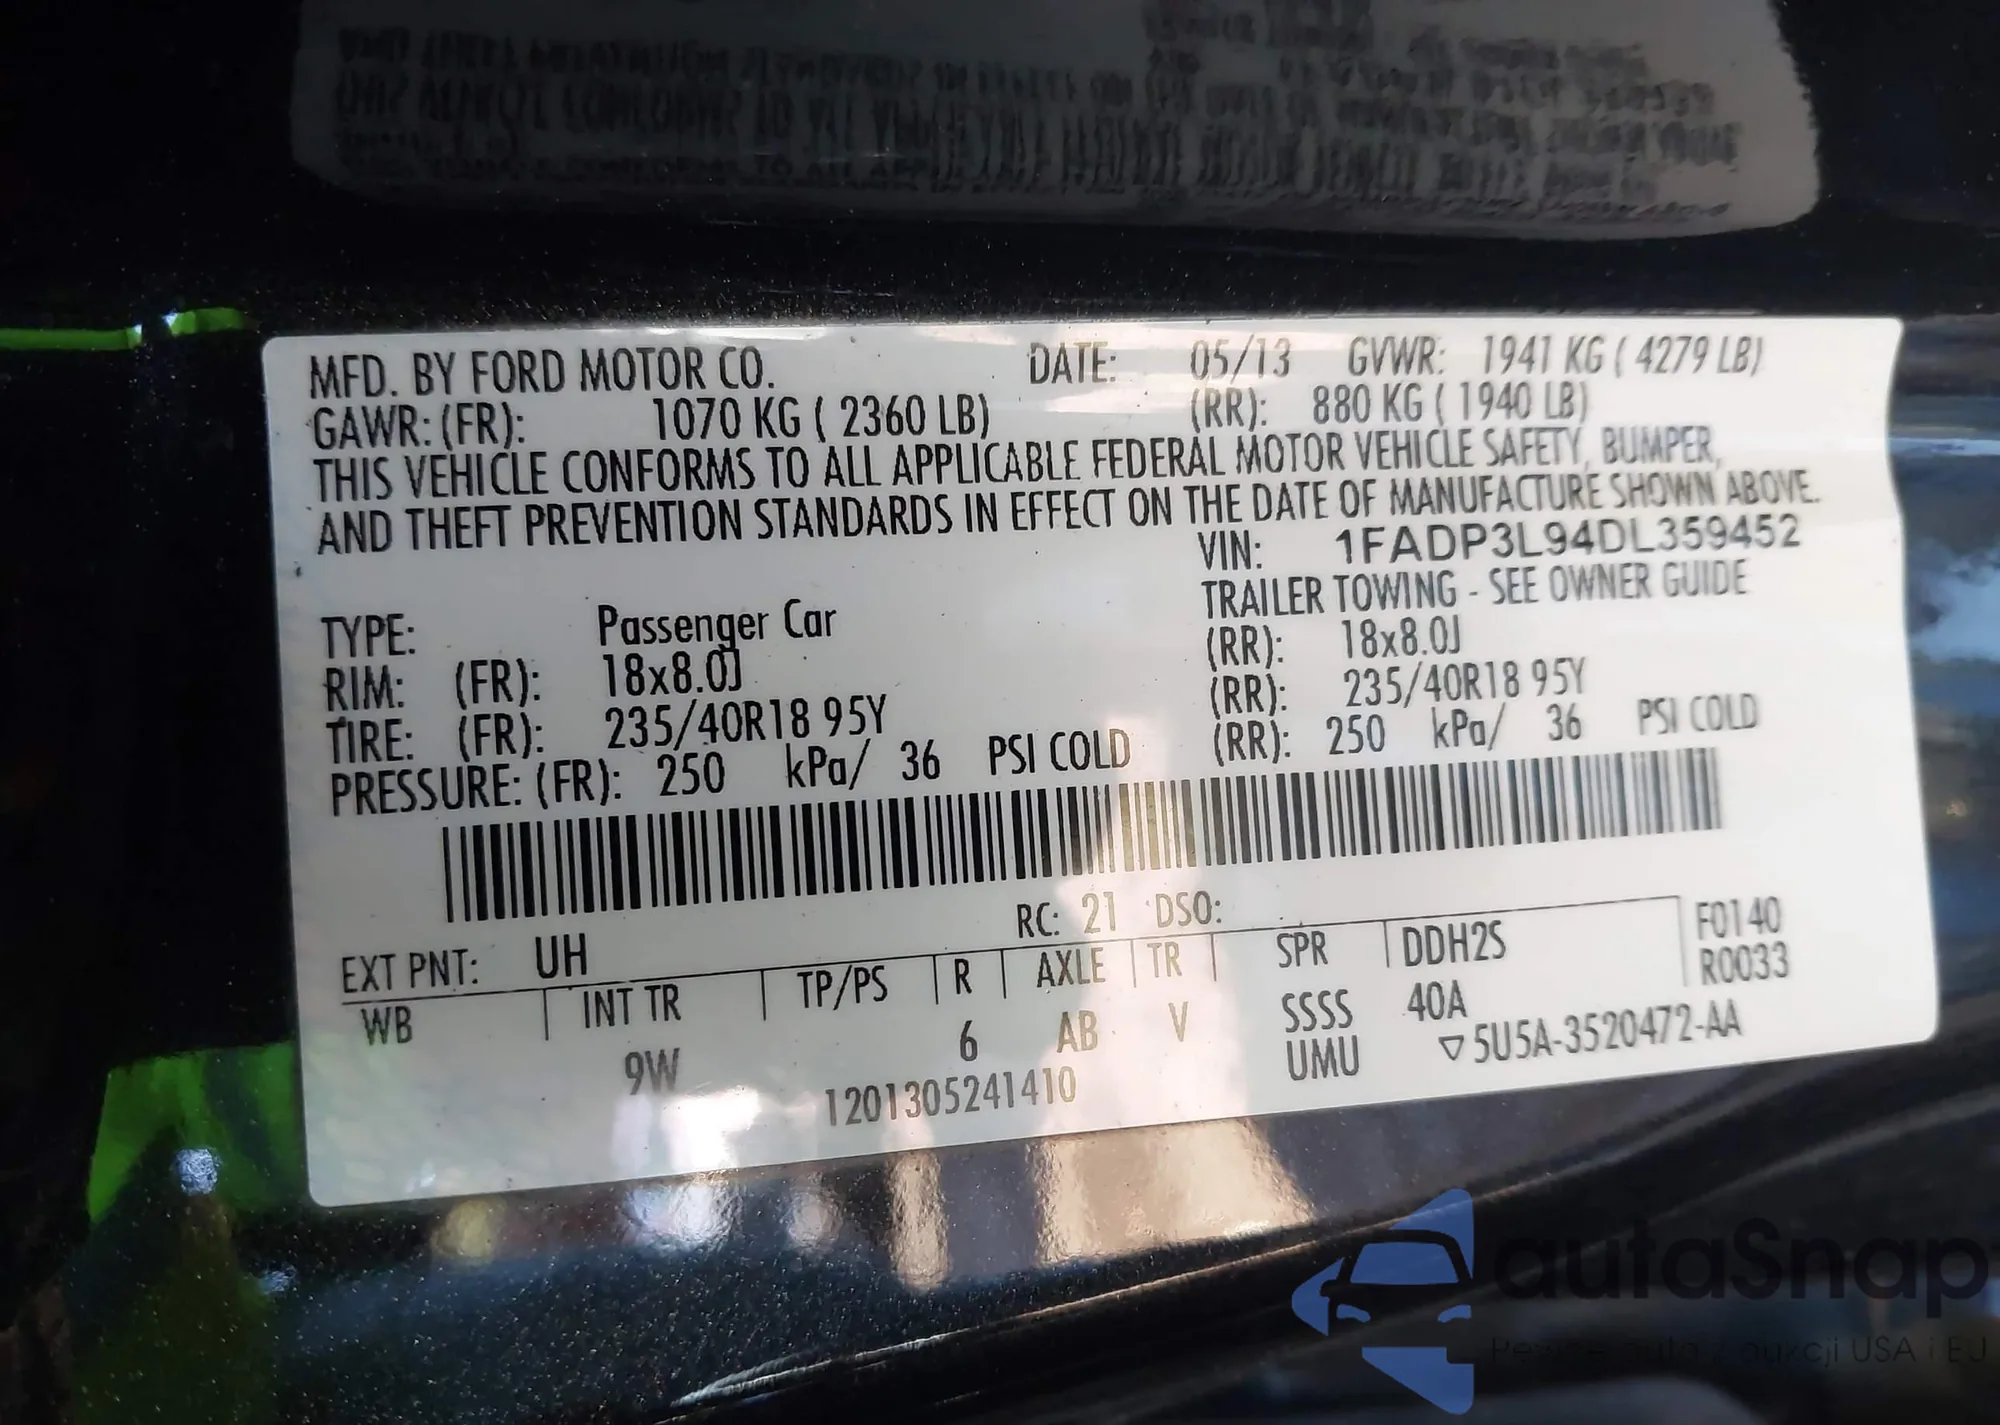 MFD. BY FORD MOTOR CO. DATE: 05/13 GVWR: 1941 KG ( 4279 LB)
GAWR: (FR): 1070 KG ( 2360 LB) (RR): 880 KG ( 1940 LB)
THIS VEHICLE CONFORMS TO ALL APPLICABLE FEDERAL MOTOR VEHICLE SAFETY, BUMPER,
AND THEFT PREVENTION STANDARDS IN EFFECT ON THE DATE OF MANUFACTURE SHOWN ABOVE.
VIN: 1FADP3L94DL359452
TYPE: Passenger Car TRAILER TOWING - SEE OWNER GUIDE
RIM: (FR): 18x8.0J (RR): 18x8.0J
TIRE: (FR): 235/40R18 95Y (RR): 235/40R18 95Y
PRESSURE: (FR): 250 kPa/ 36 PSI COLD (RR): 250 kPa/ 36 PSI COLD
EXT PNT: UH RC: 21 DSO: F0140
WB INT TR TP/PS R AXLE TR SPR DDH2S R0033
9W 6 AB V SSSS 40A
1201305241410 UMU ▽5U5A-3520472-AA
autaSnap
auta z aukcji USA i EU